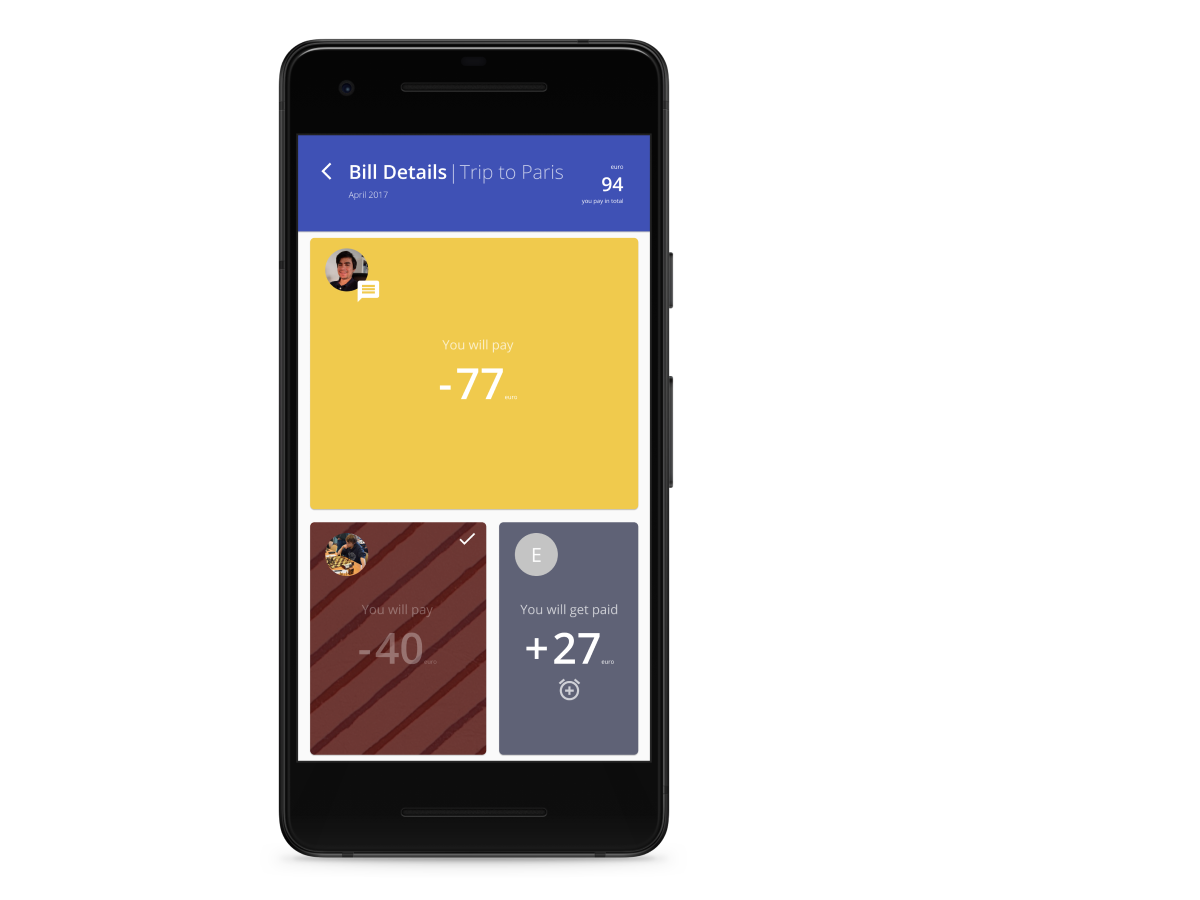 Bill Details | Trip to Paris
April 2017
euro
94
you pay in total
You will pay
-77 euro
You will pay
-40 euro
E
You will get paid
+27 euro